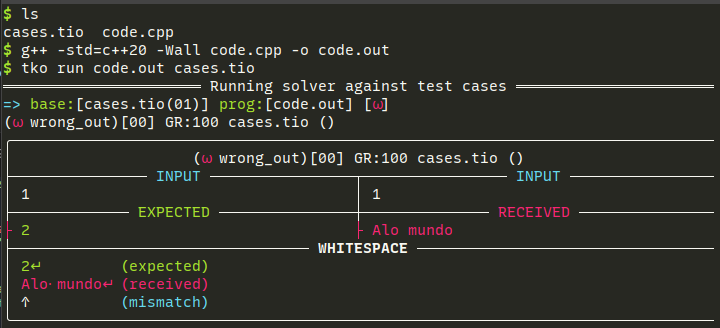 $ ls
cases.tio  code.cpp
$ g++ -std=c++20 -Wall code.cpp -o code.out
$ tko run code.out cases.tio
Running solver against test cases
=> base:[cases.tio(01)] prog:[code.out] [ω]
(ω wrong_out)[00] GR:100 cases.tio ()
(ω wrong_out)[00] GR:100 cases.tio ()
INPUT INPUT
1 1
EXPECTED RECEIVED
2 Alo mundo
WHITESPACE
2↵ (expected)
Alo·mundo↵ (received)
↑ (mismatch)